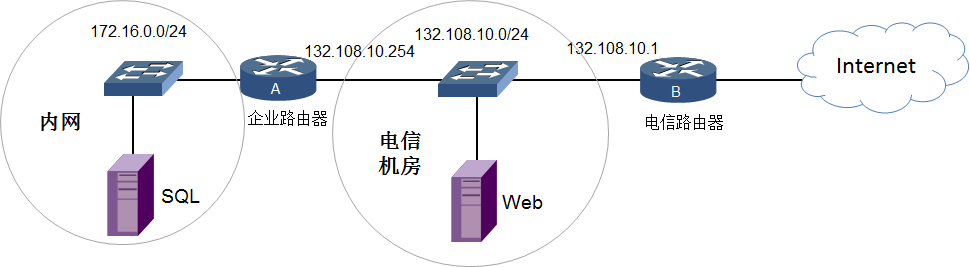 172.16.0.0/24
132.108.10.254
132.108.10.0/24
132.108.10.1
Internet
A
B
内网
企业路由器
电信
机房
电信路由器
SQL
Web